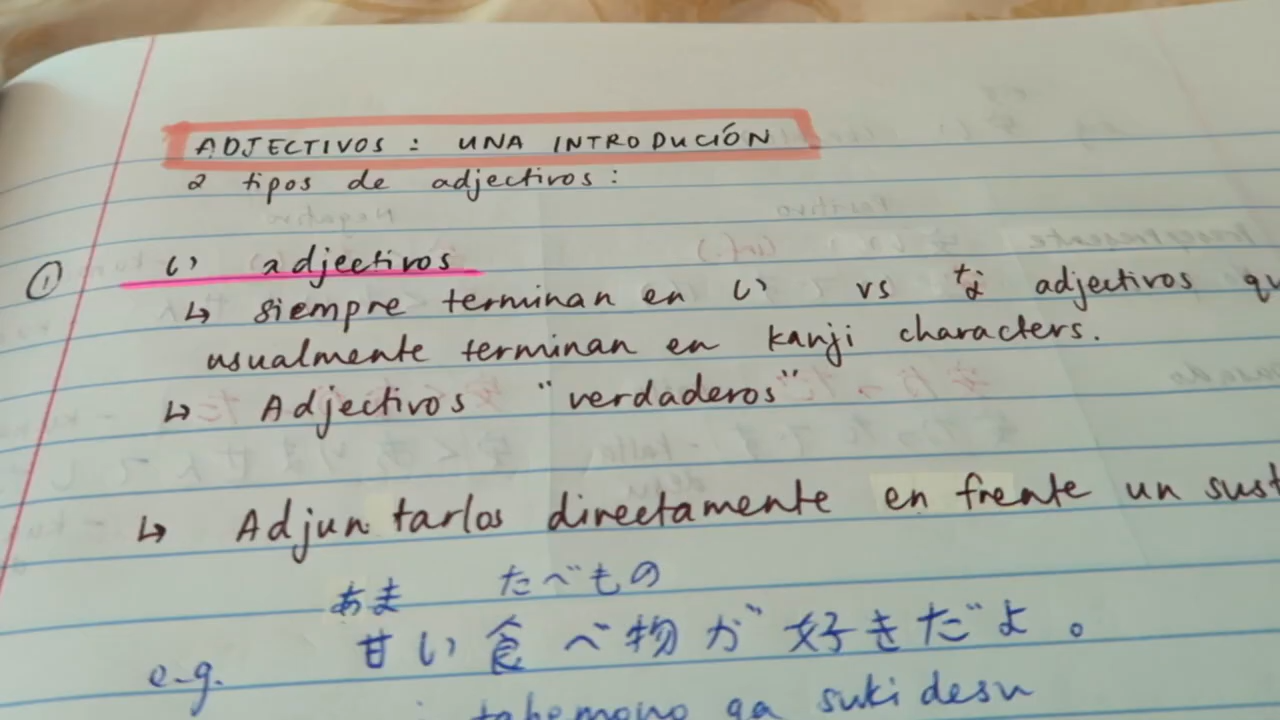 ADJECTIVOS : UNA INTRODUCIÓN
2 tipos de adjectivos :
① い adjectivos
↳ siempre terminan en い vs な adjectivos
usualmente terminan en kanji characters.
↳ Adjectivos "verdaderos"
↳ Adjuntarlos directamente en frente un
あま たべもの
甘い食べ物が好きだよ。
e.g.
tabemono ga suki desu